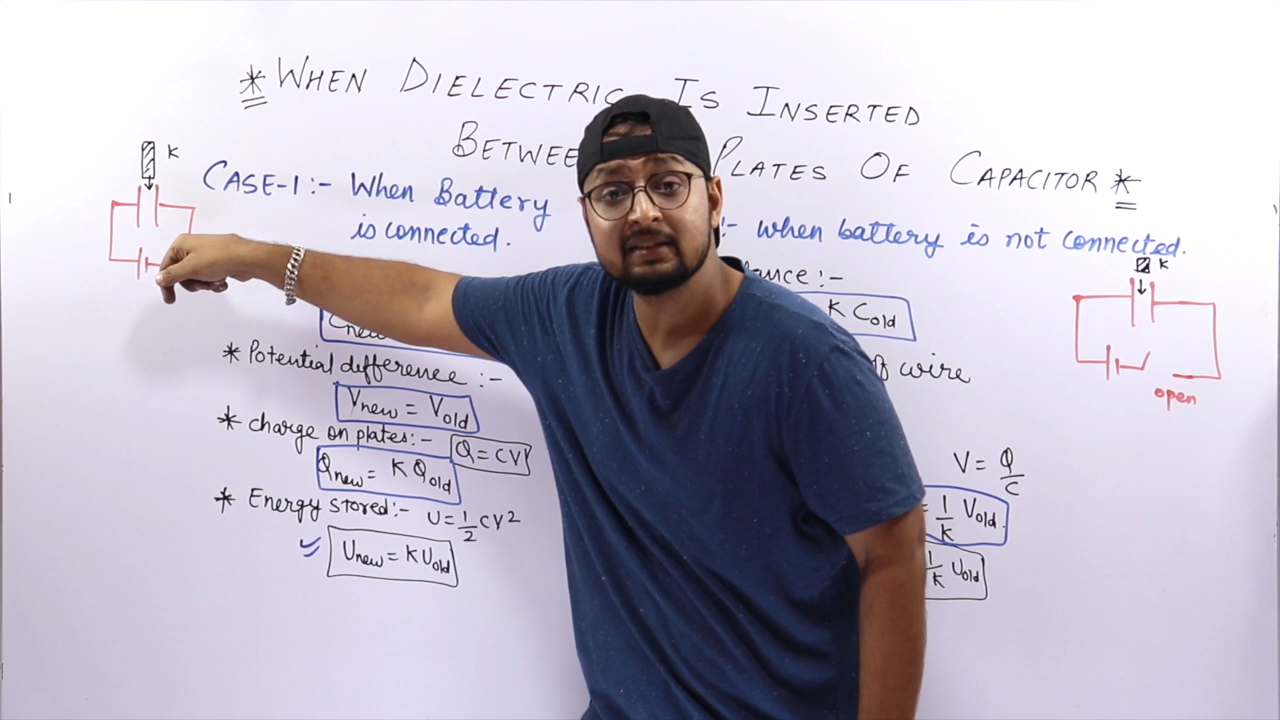 * WHEN DIELECTRIC IS INSERTED
PLATES OF CAPACITOR *
K
CASE-1:- When Battery
is connected.
:- when battery is not connected.
K
:-
K Cold
* Potential difference :-
of wire
Vnew = Vold
open
* charge on plates:- Q = CV
Qnew = K Qold
V = Q/C
* Energy stored:- U = 1/2 CV²
= 1/K Vold
Unew = K Uold
1/K Uold